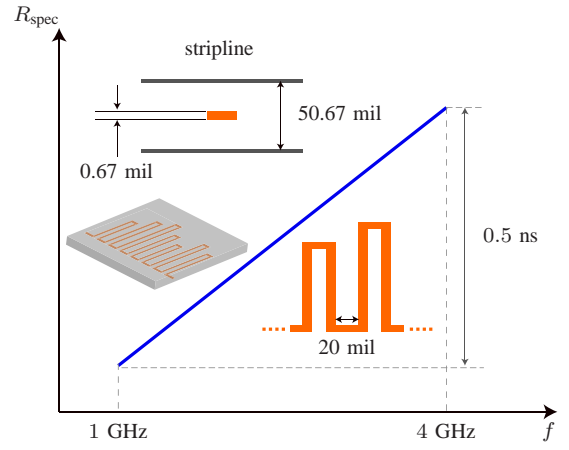 R_spec
stripline
50.67 mil
0.67 mil
0.5 ns
20 mil
1 GHz
4 GHz
f